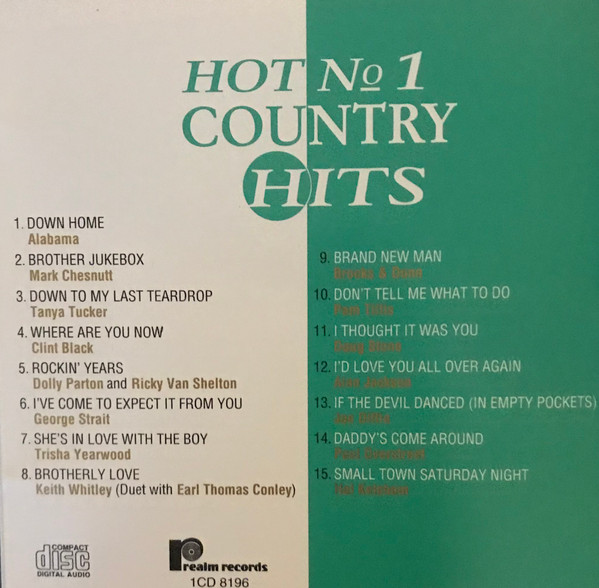 HOT No 1
COUNTRY
HITS
1. DOWN HOME
Alabama
2. BROTHER JUKEBOX
Mark Chesnutt
3. DOWN TO MY LAST TEARDROP
Tanya Tucker
4. WHERE ARE YOU NOW
Clint Black
5. ROCKIN' YEARS
Dolly Parton and Ricky Van Shelton
6. I'VE COME TO EXPECT IT FROM YOU
George Strait
7. SHE'S IN LOVE WITH THE BOY
Trisha Yearwood
8. BROTHERLY LOVE
Keith Whitley (Duet with Earl Thomas Conley)
9. BRAND NEW MAN
Brooks & Dunn
10. DON'T TELL ME WHAT TO DO
Pam Tillis
11. I THOUGHT IT WAS YOU
Doug Stone
12. I'D LOVE YOU ALL OVER AGAIN
Alan Jackson
13. IF THE DEVIL DANCED (IN EMPTY POCKETS)
Joe Diffie
14. DADDY'S COME AROUND
Paul Overstreet
15. SMALL TOWN SATURDAY NIGHT
Hal Ketchum
COMPACT
disc
DIGITAL AUDIO
realm records
1CD 8196